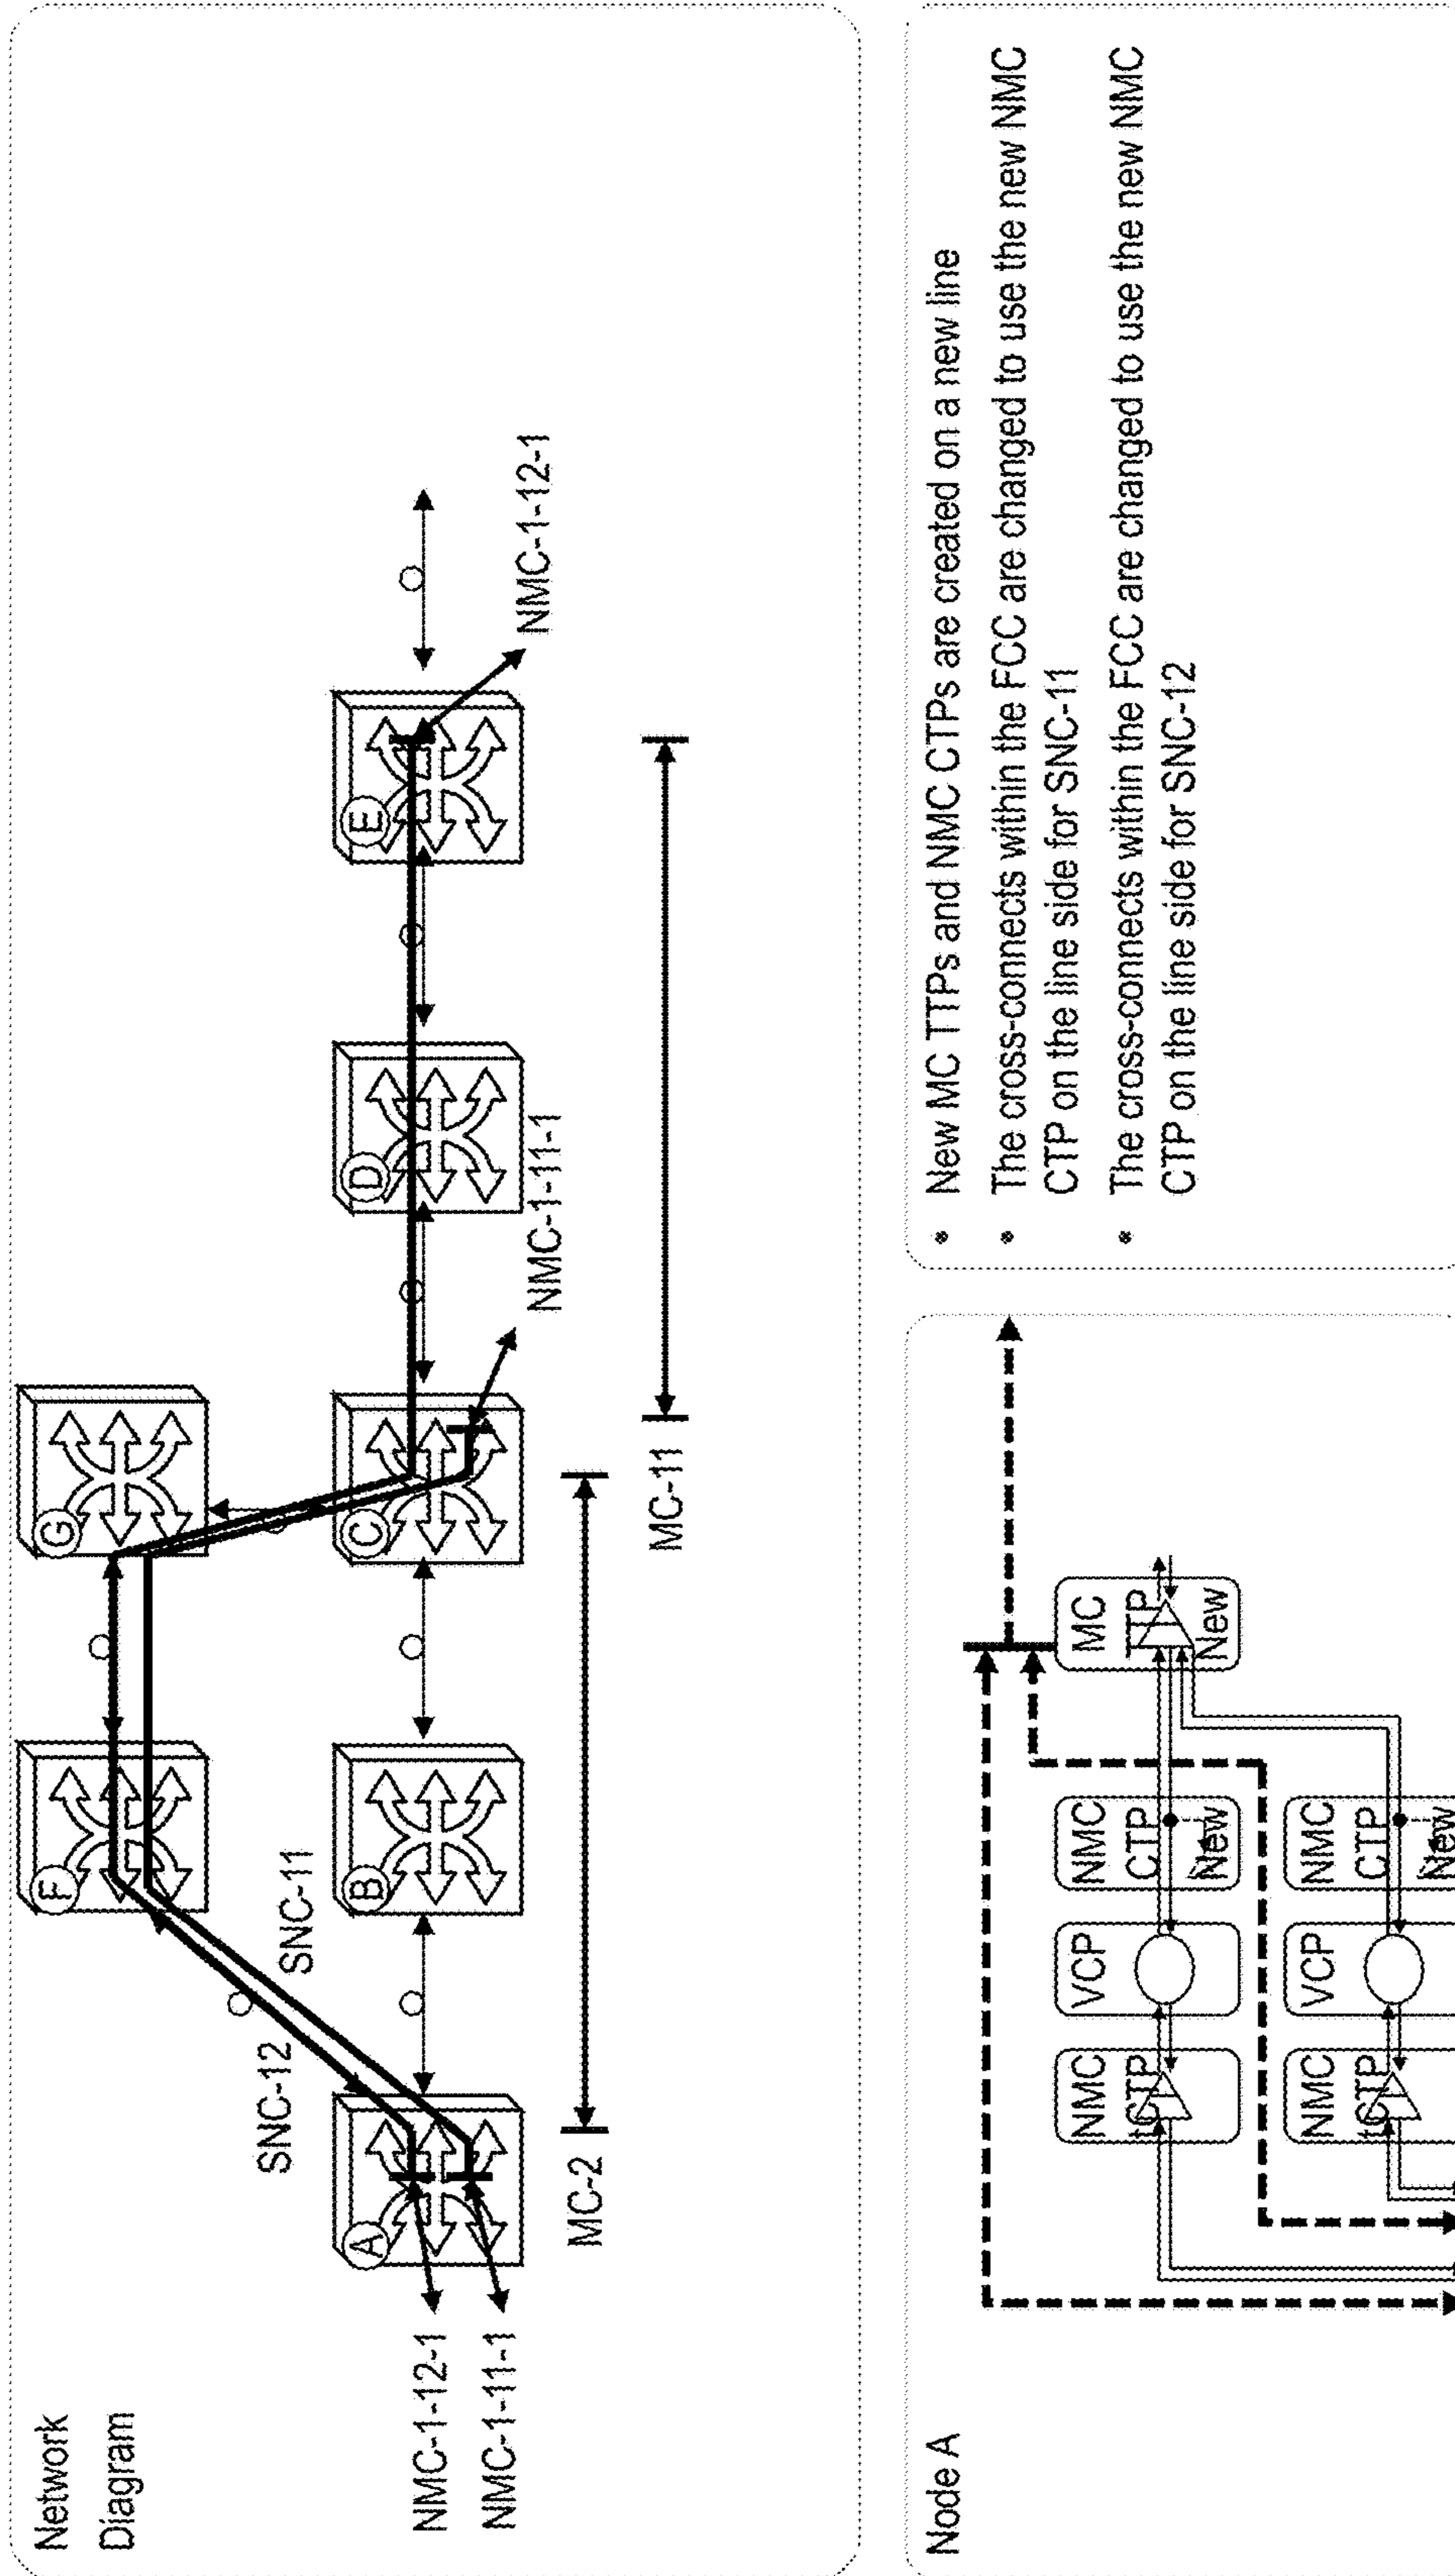 Network
Diagram
F
G
SNC-12
SNC-11
A
B
C
D
E
NMC-1-12-1
NMC-1-11-1
NMC-1-11-1
NMC-1-12-1
MC-2
MC-11
Node A
NMC
tCTP
VCP
NMC
CTP
New
MC
TTP
New
NMC
tCTP
VCP
NMC
CTP
New
• New MC TTPs and NMC CTPs are created on a new line
• The cross-connects within the FCC are changed to use the new NMC
CTP on the line side for SNC-11
• The cross-connects within the FCC are changed to use the new NMC
CTP on the line side for SNC-12